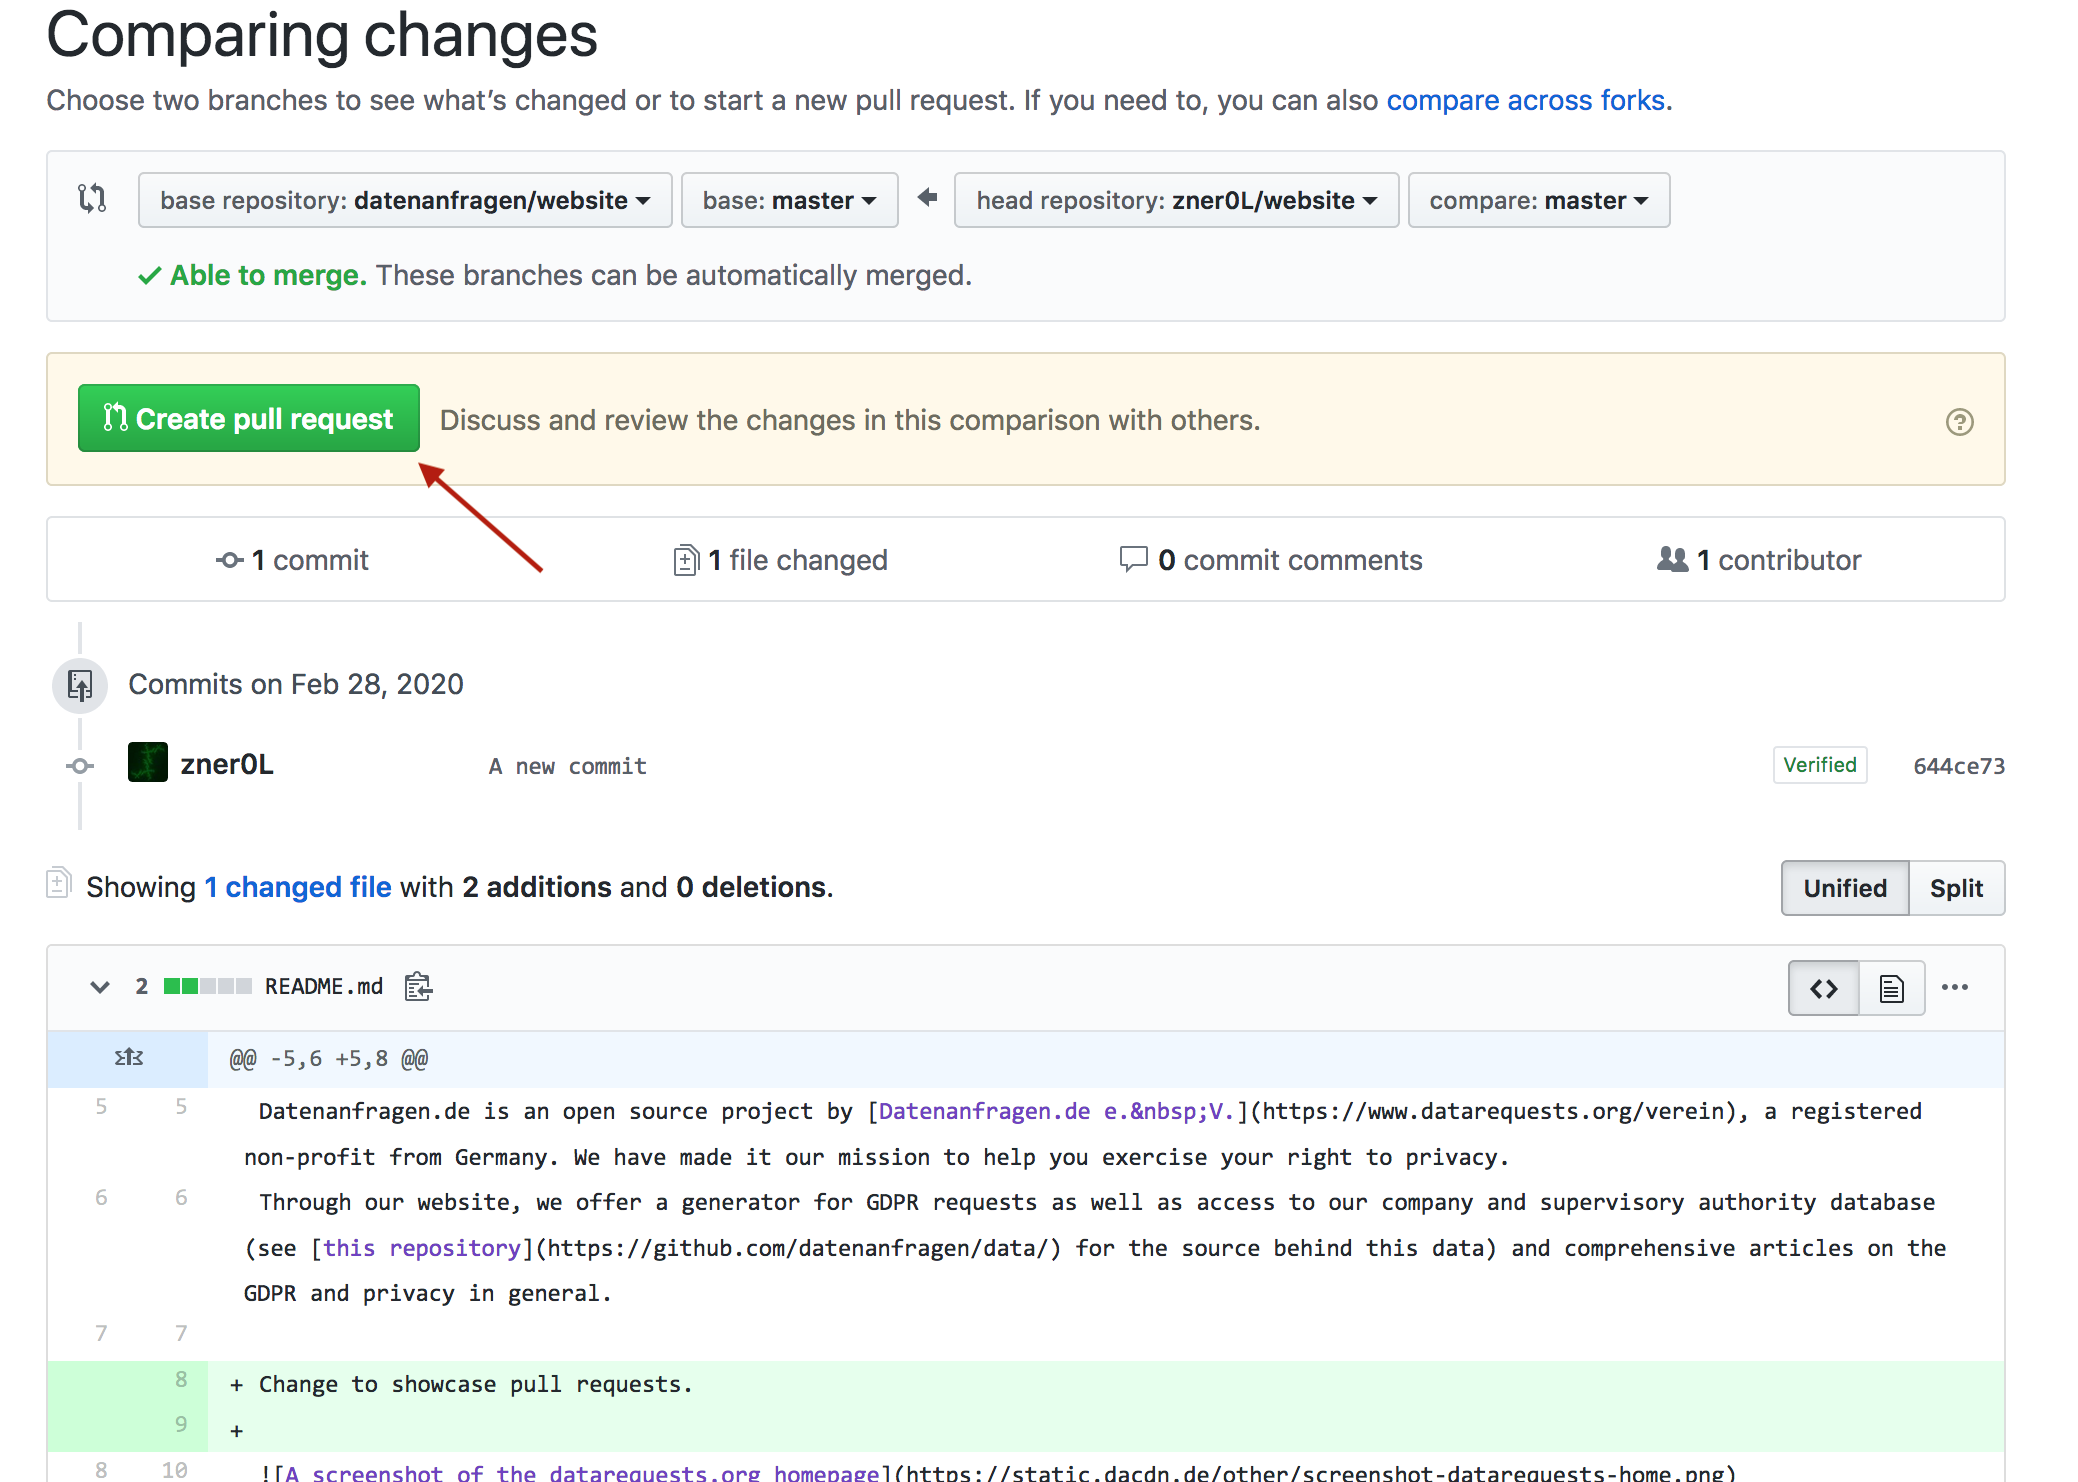 Comparing changes
Choose two branches to see what’s changed or to start a new pull request. If you need to, you can also compare across forks.
base repository: datenanfragen/website base: master head repository: zner0L/website compare: master
Able to merge. These branches can be automatically merged.
Create pull request Discuss and review the changes in this comparison with others.
1 commit 1 file changed 0 commit comments 1 contributor
Commits on Feb 28, 2020
zner0L A new commit Verified 644ce73
Showing 1 changed file with 2 additions and 0 deletions.
Unified Split
2 README.md
@@ -5,6 +5,8 @@
5 5 Datenanfragen.de is an open source project by [Datenanfragen.de e.&nbsp;V.](https://www.datarequests.org/verein), a registered
non-profit from Germany. We have made it our mission to help you exercise your right to privacy.
6 6 Through our website, we offer a generator for GDPR requests as well as access to our company and supervisory authority database
(see [this repository](https://github.com/datenanfragen/data/) for the source behind this data) and comprehensive articles on the
GDPR and privacy in general.
7 7
8 + Change to showcase pull requests.
9 +
8 10 ![A screenshot of the datarequests.org homepage](https://static.dacdn.de/other/screenshot-datarequests-home.png)